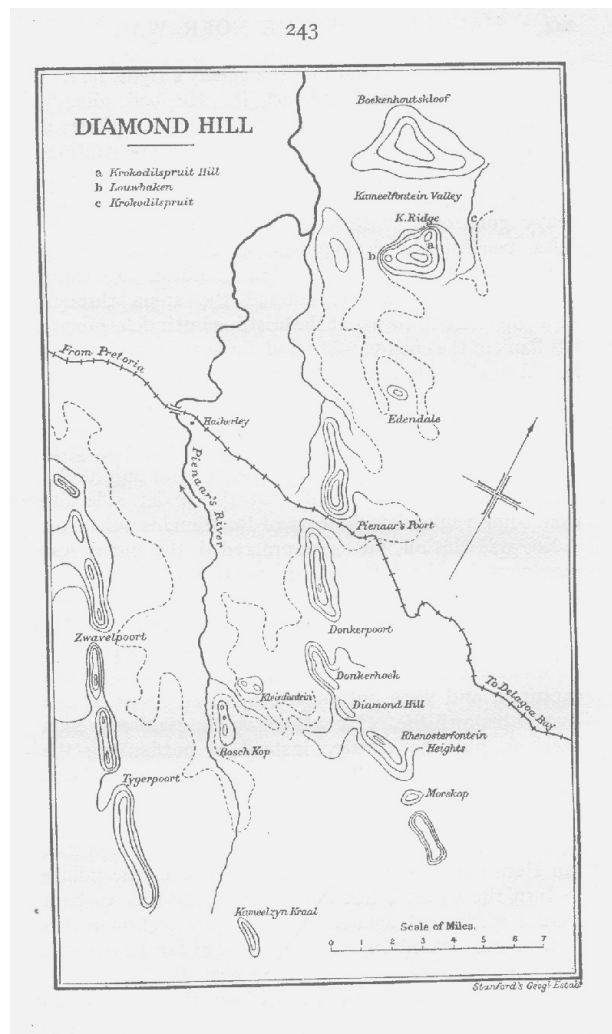 243
DIAMOND HILL
a Krokodilspruit Hill
b Louwbaken
c Krokodilspruit
Boekenhoutskloof
Kameelfontein Valley
c
K.Ridge
a
b
From Pretoria
Edendale
Hatherley
Pienaar's River
Pienaar's Poort
Zwavelpoort
Donkerpoort
Donkerhoek
Kleinfontein
Diamond Hill
To Delagoa Bay
Bosch Kop
Rhenosterfontein
Heights
Tygerpoort
Morskop
Kameelzyn Kraal
Scale of Miles.
0 1 2 3 4 5 6 7
Stanford's Geogl. Estab.